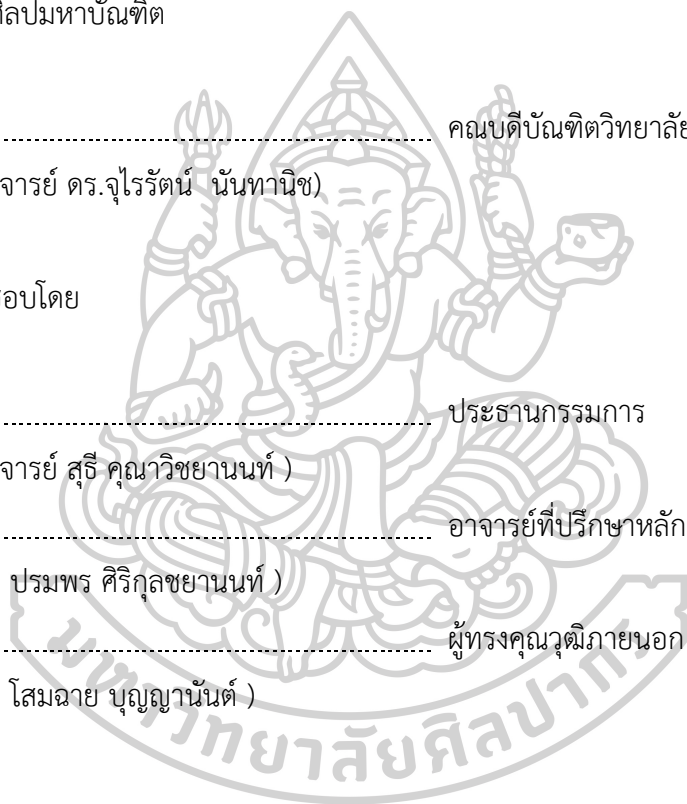 ศิลปมหาบัณฑิต
คณบดีบัณฑิตวิทยาลัย
จารย์ ดร.จุไรรัตน์ นันทานิช)
สอบโดย
ประธานกรรมการ
จารย์ สุธี คุณาวิชยานนท์ )
อาจารย์ที่ปรึกษาหลัก
ปรมพร ศิริกุลชยานนท์ )
ผู้ทรงคุณวุฒิภายนอก
โสมฉาย บุญญานันต์ )
มหาวิทยาลัยศิลปากร